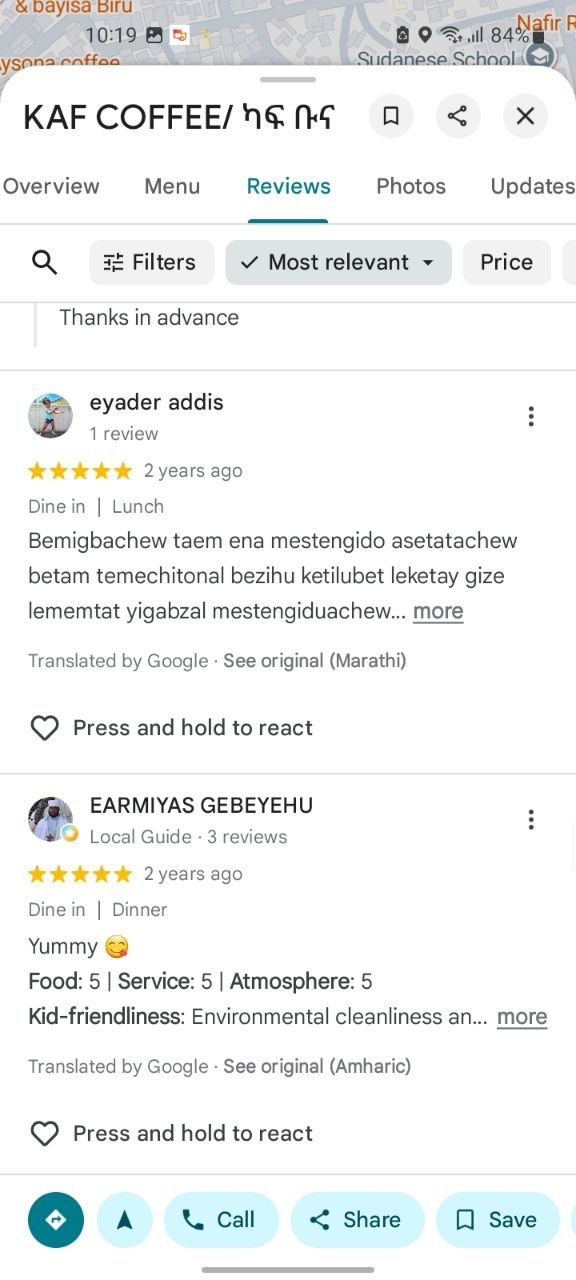 & bayisa Biru
10:19
84%
Nafir R
aysona coffee
Sudanese School
KAF COFFEE/ ካፍ ቡና
Overview Menu Reviews Photos Updates
Filters Most relevant Price
Thanks in advance
eyader addis
1 review
2 years ago
Dine in | Lunch
Bemigbachew taem ena mestengido asetatachew
betam temechitonal bezihu ketilubet leketay gize
lememtat yigabzal mestengiduachew... more
Translated by Google · See original (Marathi)
Press and hold to react
EARMIYAS GEBEYEHU
Local Guide · 3 reviews
2 years ago
Dine in | Dinner
Yummy 😋
Food: 5 | Service: 5 | Atmosphere: 5
Kid-friendliness: Environmental cleanliness an... more
Translated by Google · See original (Amharic)
Press and hold to react
Call Share Save